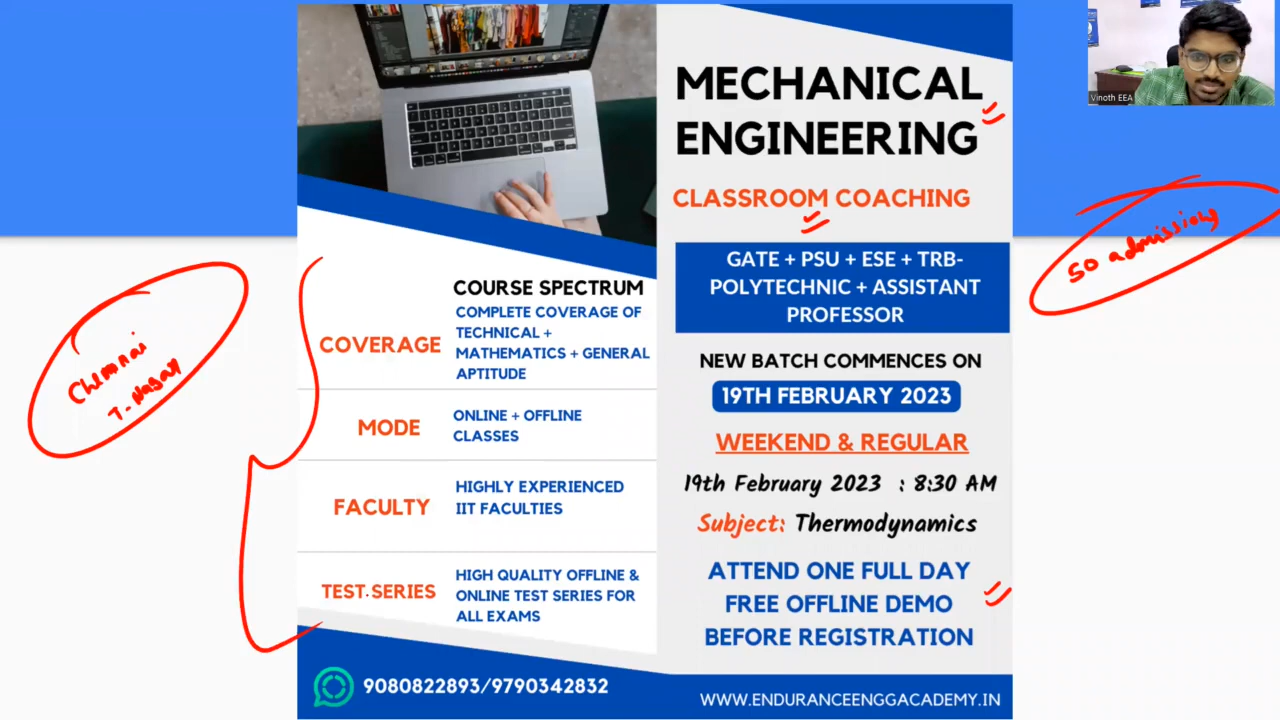 MECHANICAL
ENGINEERING
CLASSROOM COACHING
GATE + PSU + ESE + TRB-
POLYTECHNIC + ASSISTANT
PROFESSOR
NEW BATCH COMMENCES ON
19TH FEBRUARY 2023
WEEKEND & REGULAR
19th February 2023 : 8:30 AM
Subject: Thermodynamics
ATTEND ONE FULL DAY
FREE OFFLINE DEMO
BEFORE REGISTRATION
WWW.ENDURANCEENGGACADEMY.IN
COURSE SPECTRUM
COVERAGE
COMPLETE COVERAGE OF
TECHNICAL +
MATHEMATICS + GENERAL
APTITUDE
MODE
ONLINE + OFFLINE
CLASSES
FACULTY
HIGHLY EXPERIENCED
IIT FACULTIES
TEST SERIES
HIGH QUALITY OFFLINE &
ONLINE TEST SERIES FOR
ALL EXAMS
9080822893/9790342832
Chennai
T. Nagar
50 admissions
Vinoth EEA